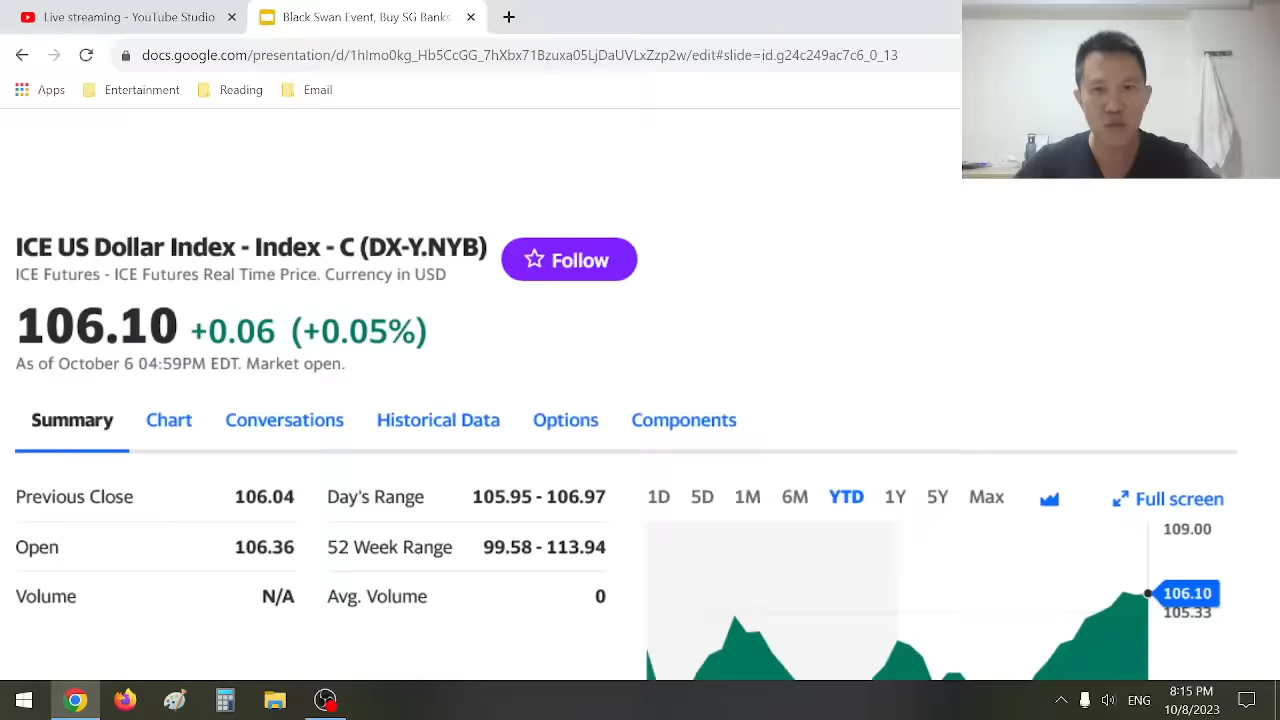 Live streaming - YouTube Studio
Black Swan Event, Buy SG Banks
docs.google.com/presentation/d/1hImo0kg_Hb5CcGG_7hXbv71Bzuxa05LjDaUVLxZzp2w/edit#slide=id.g24c249ac7c6_0_13
Apps Entertainment Reading Email
ICE US Dollar Index - Index - C (DX-Y.NYB)
Follow
ICE Futures - ICE Futures Real Time Price. Currency in USD
106.10 +0.06 (+0.05%)
As of October 6 04:59PM EDT. Market open.
Summary Chart Conversations Historical Data Options Components
Previous Close 106.04 Day's Range 105.95 - 106.97
1D 5D 1M 6M YTD 1Y 5Y Max Full screen
109.00
Open 106.36 52 Week Range 99.58 - 113.94
Volume N/A Avg. Volume 0
106.10
105.33
ENG
8:15 PM
10/8/2023